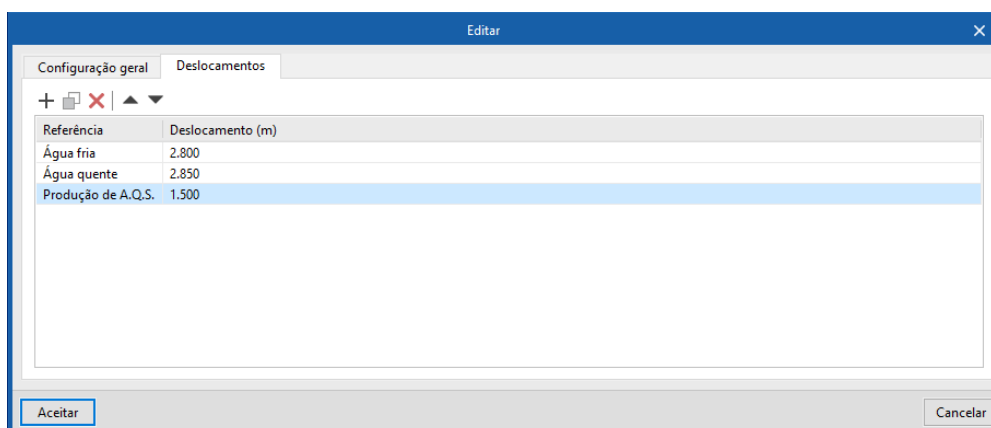 Editar
Configuração geral Deslocamentos
Referência Deslocamento (m)
Água fria 2.800
Água quente 2.850
Produção de A.Q.S. 1.500
Aceitar Cancelar